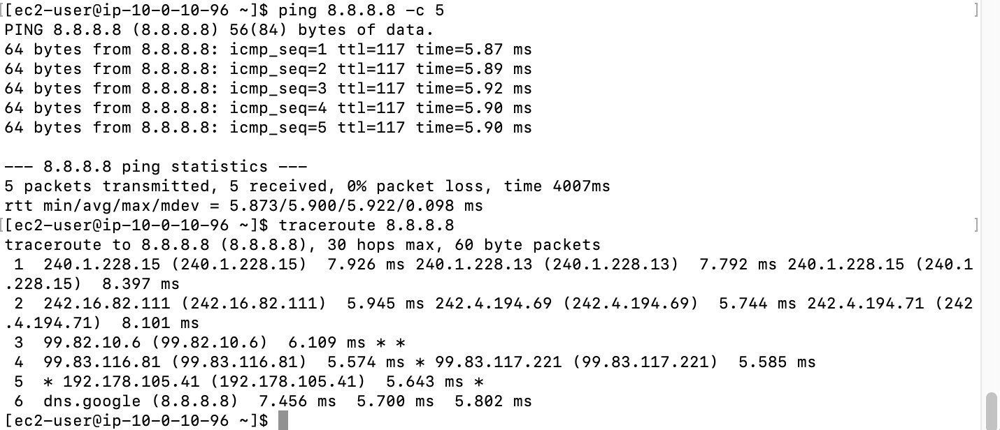 [[ec2-user@ip-10-0-10-96 ~]$ ping 8.8.8.8 -c 5 ]
PING 8.8.8.8 (8.8.8.8) 56(84) bytes of data.
64 bytes from 8.8.8.8: icmp_seq=1 ttl=117 time=5.87 ms
64 bytes from 8.8.8.8: icmp_seq=2 ttl=117 time=5.89 ms
64 bytes from 8.8.8.8: icmp_seq=3 ttl=117 time=5.92 ms
64 bytes from 8.8.8.8: icmp_seq=4 ttl=117 time=5.90 ms
64 bytes from 8.8.8.8: icmp_seq=5 ttl=117 time=5.90 ms

--- 8.8.8.8 ping statistics ---
5 packets transmitted, 5 received, 0% packet loss, time 4007ms
rtt min/avg/max/mdev = 5.873/5.900/5.922/0.098 ms
[[ec2-user@ip-10-0-10-96 ~]$ traceroute 8.8.8.8 ]
traceroute to 8.8.8.8 (8.8.8.8), 30 hops max, 60 byte packets
 1  240.1.228.15 (240.1.228.15)  7.926 ms 240.1.228.13 (240.1.228.13)  7.792 ms 240.1.228.15 (240.1
.228.15)  8.397 ms
 2  242.16.82.111 (242.16.82.111)  5.945 ms 242.4.194.69 (242.4.194.69)  5.744 ms 242.4.194.71 (242
.4.194.71)  8.101 ms
 3  99.82.10.6 (99.82.10.6)  6.109 ms * *
 4  99.83.116.81 (99.83.116.81)  5.574 ms * 99.83.117.221 (99.83.117.221)  5.585 ms
 5  * 192.178.105.41 (192.178.105.41)  5.643 ms *
 6  dns.google (8.8.8.8)  7.456 ms  5.700 ms  5.802 ms
[ec2-user@ip-10-0-10-96 ~]$